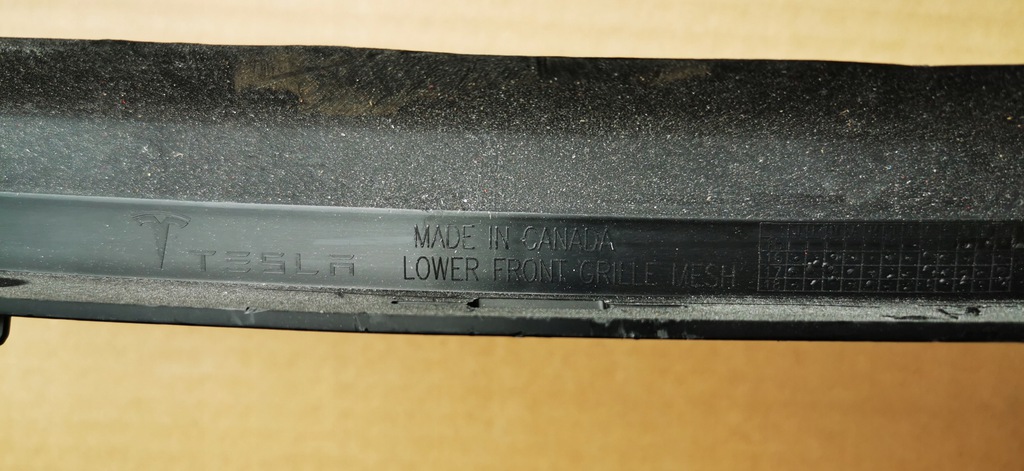 TESLA
MADE IN CANADA
LOWER FRONT GRILLE MESH